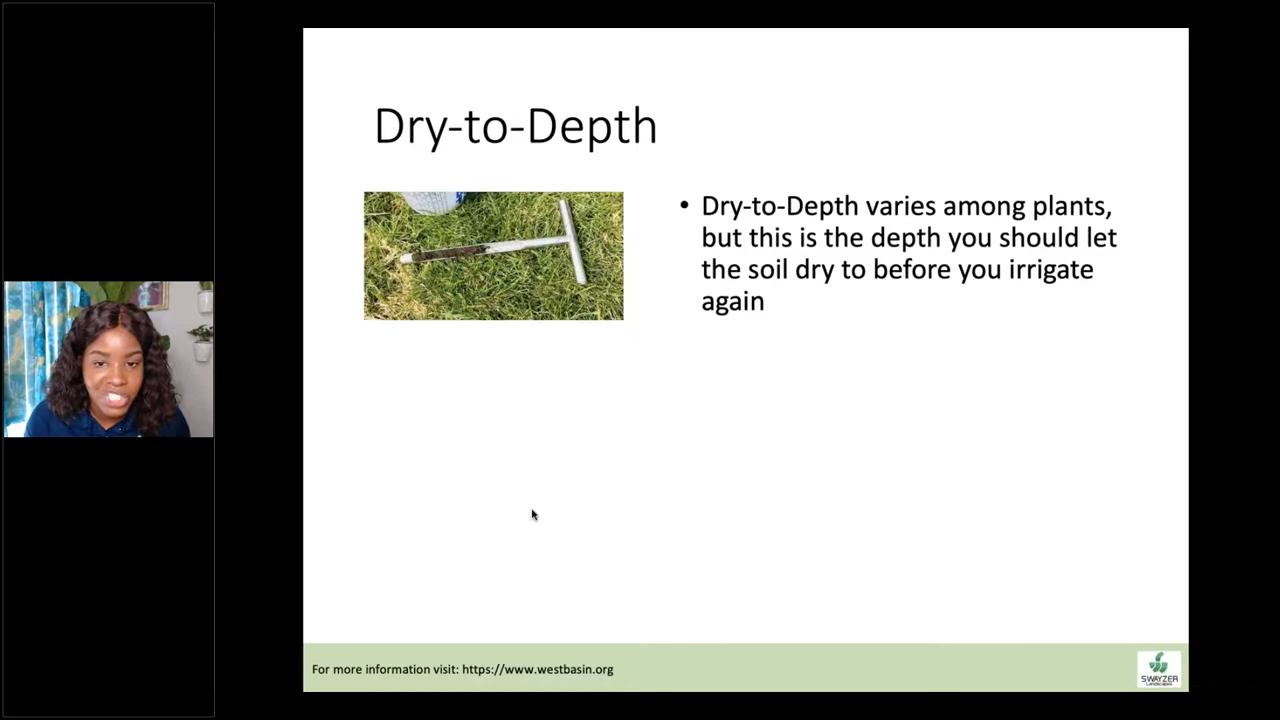 Dry-to-Depth
• Dry-to-Depth varies among plants,
but this is the depth you should let
the soil dry to before you irrigate
again
For more information visit: https://www.westbasin.org
SWAYZER
Landscapes